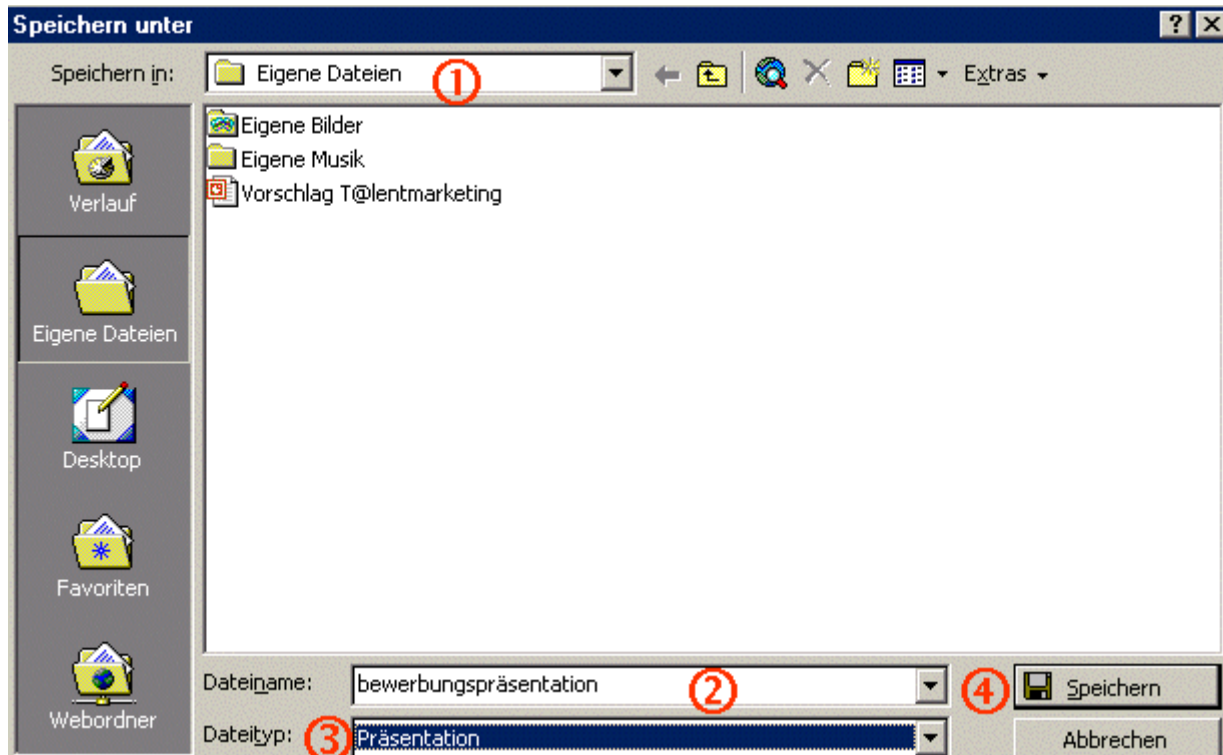 Speichern unter
Speichern in: Eigene Dateien ① Extras
Eigene Bilder
Eigene Musik
Vorschlag T@lentmarketing
Verlauf
Eigene Dateien
Desktop
Favoriten
Webordner
Dateiname: bewerbungspräsentation ② ④ Speichern
Dateityp: ③ Präsentation Abbrechen